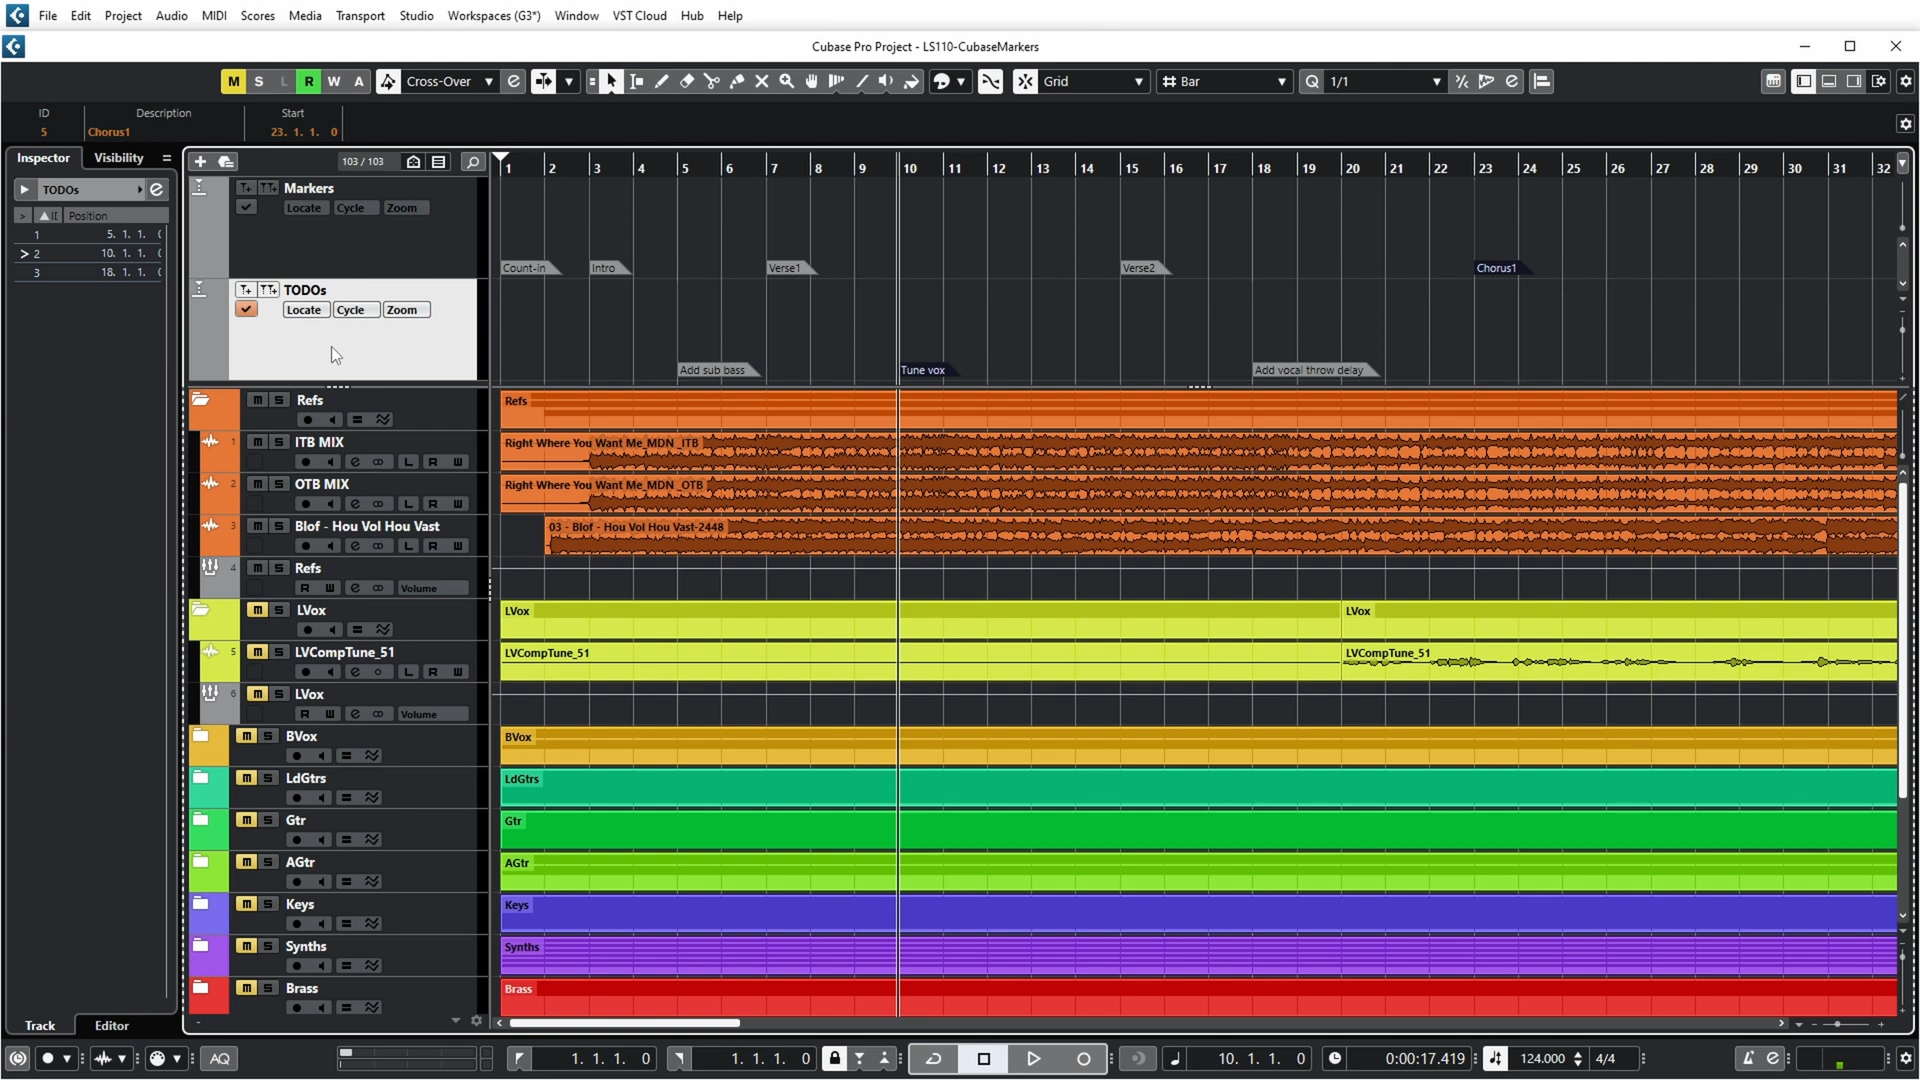 File Edit Project Audio MIDI Scores Media Transport Studio Workspaces (G3*) Window VST Cloud Hub Help
Cubase Pro Project - LS110-CubaseMarkers
M S L R W A Cross-Over Grid Bar Q 1/1
ID Description Start
5 Chorus1 23. 1. 1. 0
Inspector Visibility 103 / 103
1 2 3 4 5 6 7 8 9 10 11 12 13 14 15 16 17 18 19 20 21 22 23 24 25 26 27 28 29 30 31 32
TODOs
Position
1 5. 1. 1.
> 2 10. 1. 1.
3 18. 1. 1.
Markers
Locate Cycle Zoom
Count-in Intro Verse1 Verse2 Chorus1
TODOs
Locate Cycle Zoom
Add sub bass Tune vox Add vocal throw delay
m S Refs Refs
1 m S ITB MIX Right Where You Want Me_MDN_ITB
e L R W
2 m S OTB MIX Right Where You Want Me_MDN_OTB
e L R W
3 m S Blof - Hou Vol Hou Vast 03 - Blof - Hou Vol Hou Vast-2448
e L R W
4 m S Refs
R W e Volume
m S LVox LVox LVox
5 m S LVCompTune_51 LVCompTune_51 LVCompTune_51
e L R W
6 m S LVox
R W e Volume
m S BVox BVox
m S LdGtrs LdGtrs
m S Gtr Gtr
m S AGtr AGtr
m S Keys Keys
m S Synths Synths
m S Brass Brass
Track Editor
AQ 1. 1. 1. 0 1. 1. 1. 0 10. 1. 1. 0 0:00:17.419 124.000 4/4